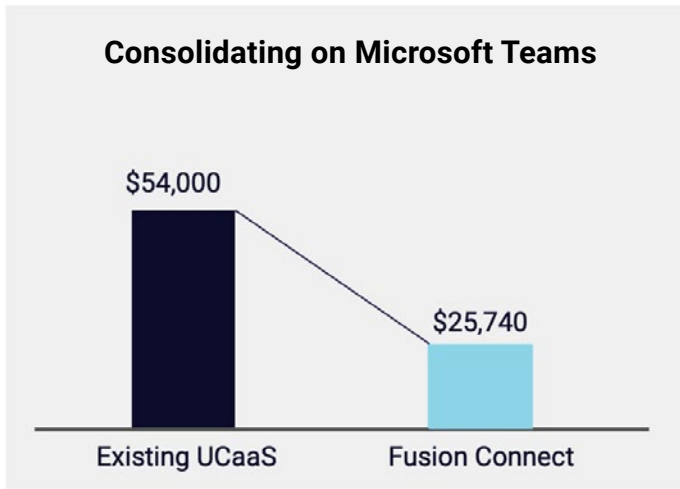 Consolidating on Microsoft Teams
$54,000
$25,740
Existing UCaaS
Fusion Connect